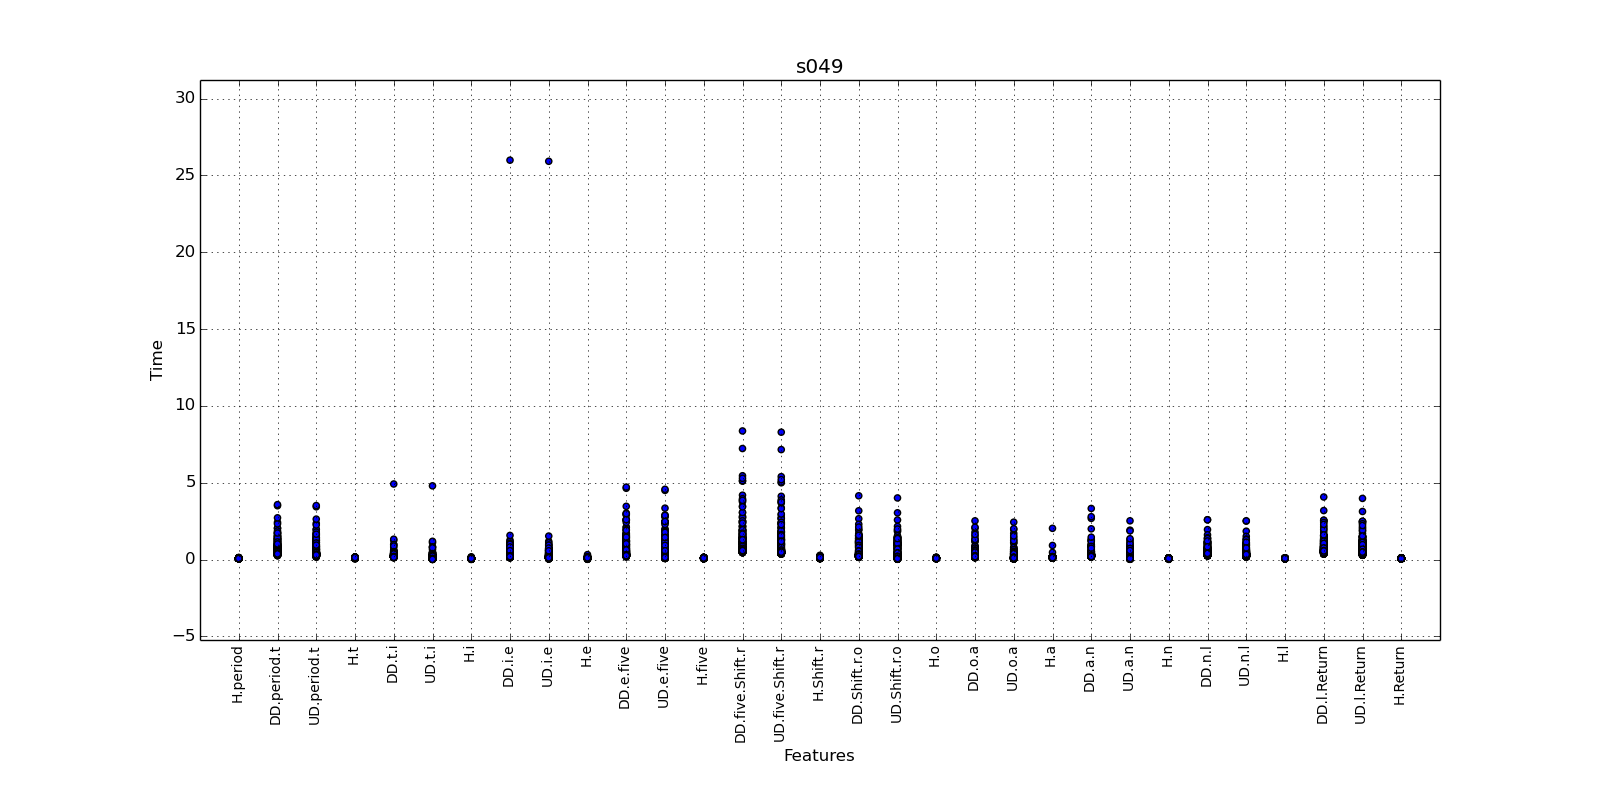 s049
30
25
20
15
10
5
0
−5
Time
H.period
DD.period.t
UD.period.t
H.t
DD.t.i
UD.t.i
H.i
DD.i.e
UD.i.e
H.e
DD.e.five
UD.e.five
H.five
DD.five.Shift.r
UD.five.Shift.r
H.Shift.r
DD.Shift.r.o
UD.Shift.r.o
H.o
DD.o.a
UD.o.a
H.a
DD.a.n
UD.a.n
H.n
DD.n.l
UD.n.l
H.l
DD.l.Return
UD.l.Return
H.Return
Features